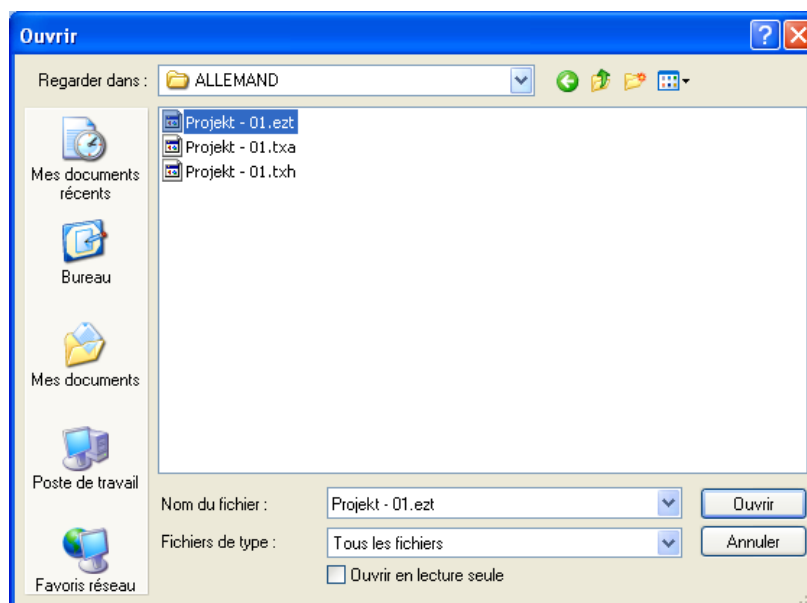 Ouvrir
Regarder dans :
ALLEMAND
Projekt - 01.ezt
Projekt - 01.txa
Projekt - 01.txh
Mes documents
récents
Bureau
Mes documents
Poste de travail
Favoris réseau
Nom du fichier :
Projekt - 01.ezt
Ouvrir
Fichiers de type :
Tous les fichiers
Annuler
Ouvrir en lecture seule